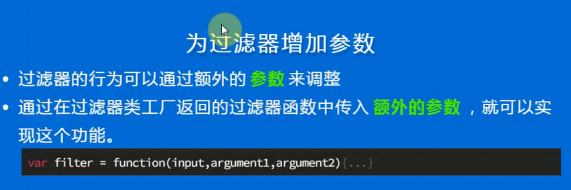 为过滤器增加参数
• 过滤器的行为可以通过额外的 参数 来调整
• 通过在过滤器类工厂返回的过滤器函数中传入 额外的参数 ，就可以实
现这个功能。
var filter = function(input,argument1,argument2){...}